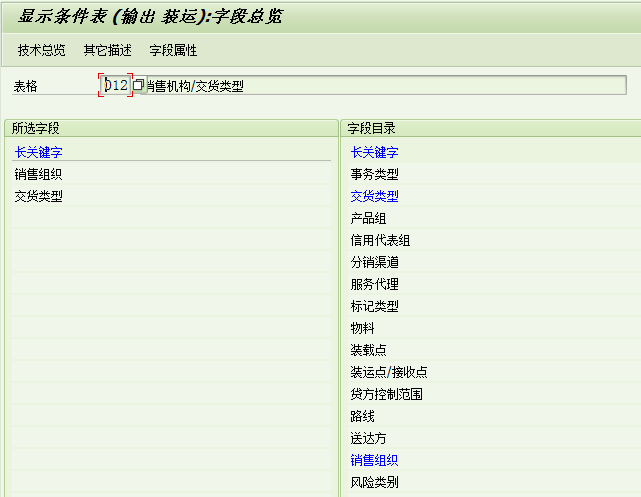 显示条件表 (输出 装运):字段总览
技术总览 其它描述 字段属性
表格 012 销售机构/交货类型
所选字段
长关键字
销售组织
交货类型
字段目录
长关键字
事务类型
交货类型
产品组
信用代表组
分销渠道
服务代理
标记类型
物料
装载点
装运点/接收点
贷方控制范围
路线
送达方
销售组织
风险类别